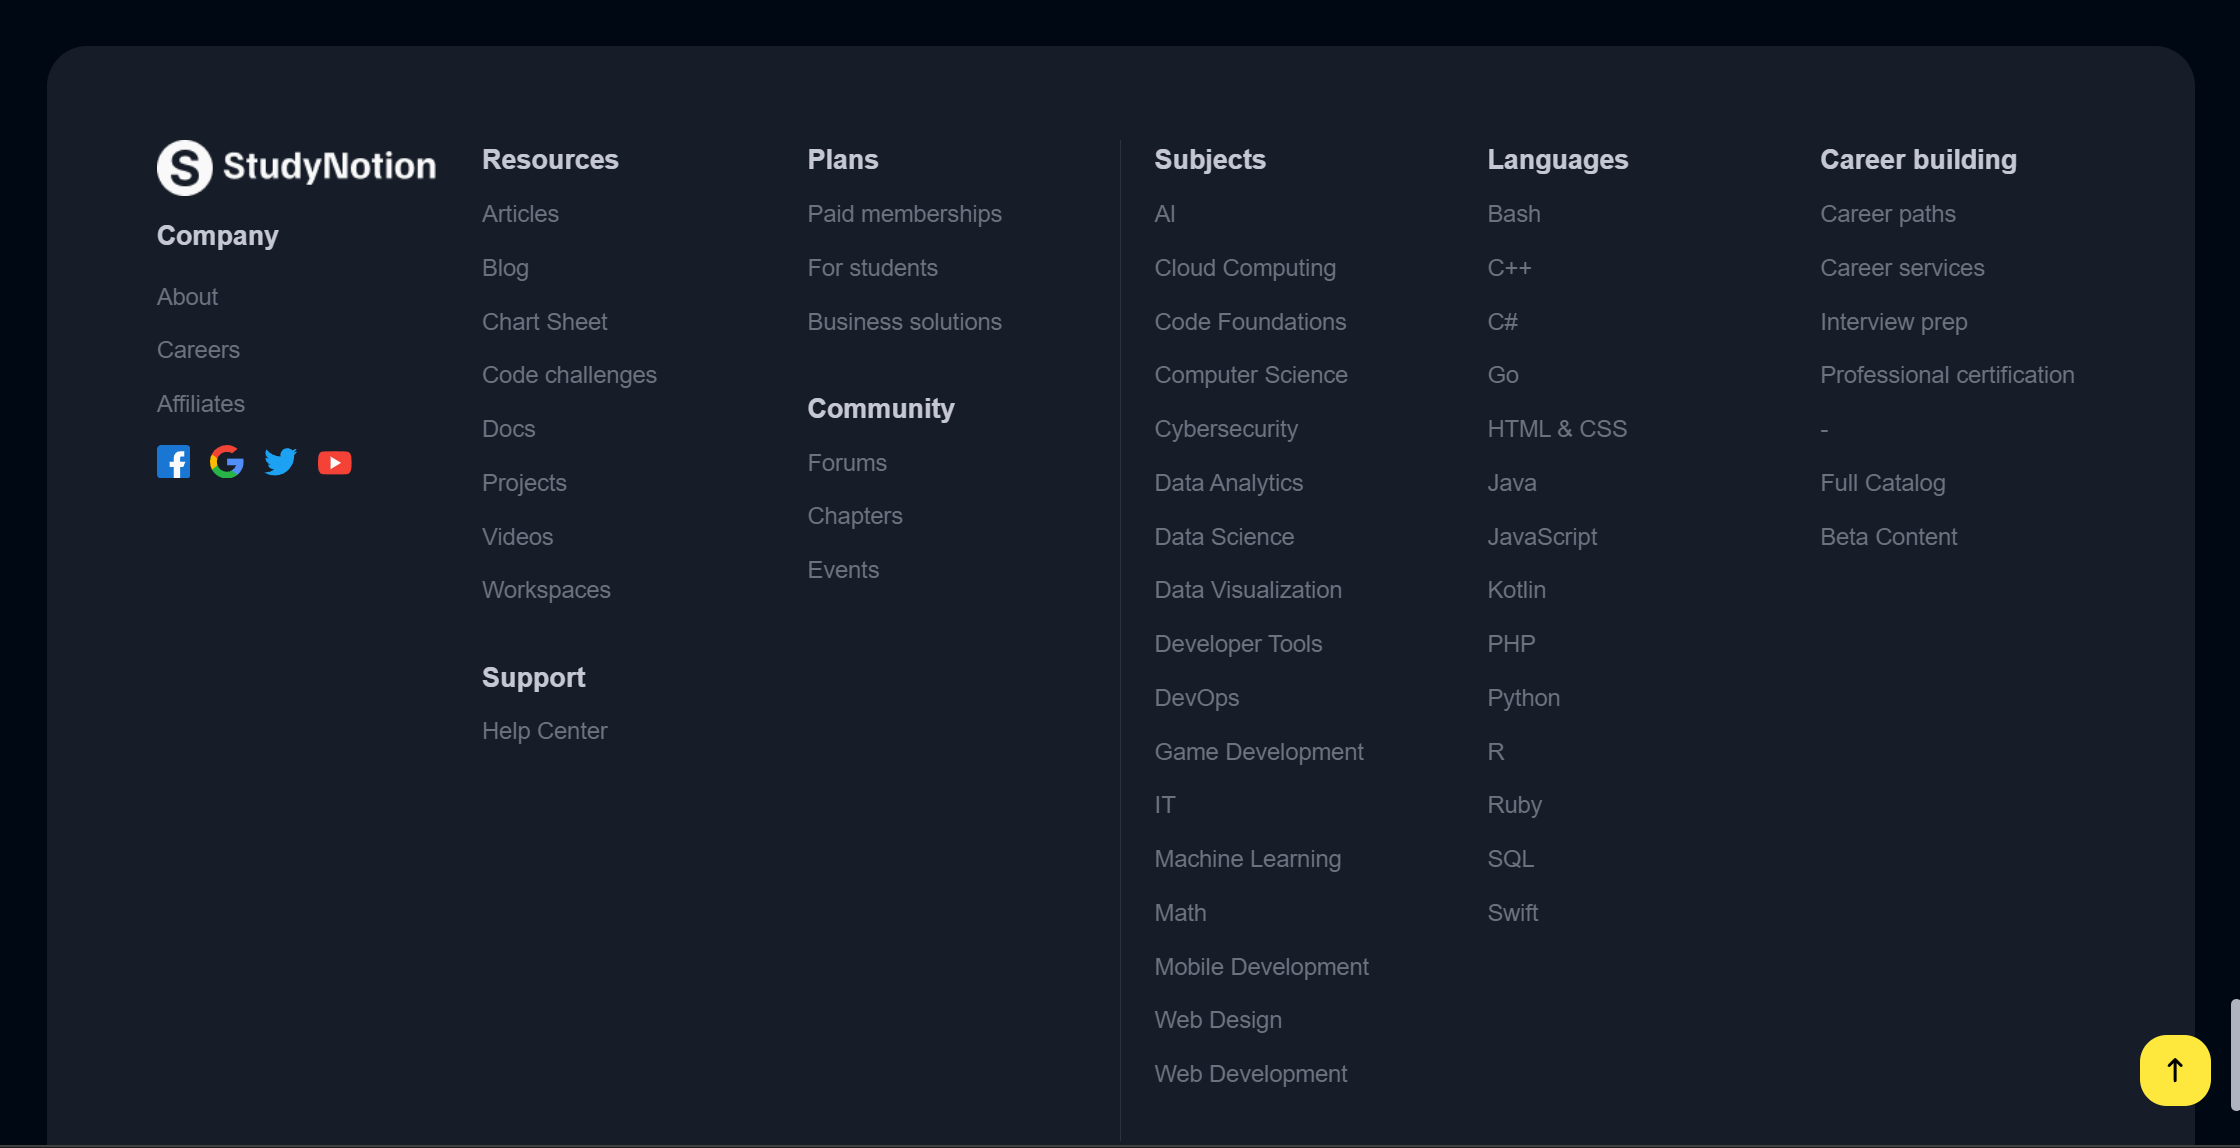 StudyNotion
Company
About
Careers
Affiliates
Resources
Articles
Blog
Chart Sheet
Code challenges
Docs
Projects
Videos
Workspaces
Support
Help Center
Plans
Paid memberships
For students
Business solutions
Community
Forums
Chapters
Events
Subjects
AI
Cloud Computing
Code Foundations
Computer Science
Cybersecurity
Data Analytics
Data Science
Data Visualization
Developer Tools
DevOps
Game Development
IT
Machine Learning
Math
Mobile Development
Web Design
Web Development
Languages
Bash
C++
C#
Go
HTML & CSS
Java
JavaScript
Kotlin
PHP
Python
R
Ruby
SQL
Swift
Career building
Career paths
Career services
Interview prep
Professional certification
-
Full Catalog
Beta Content